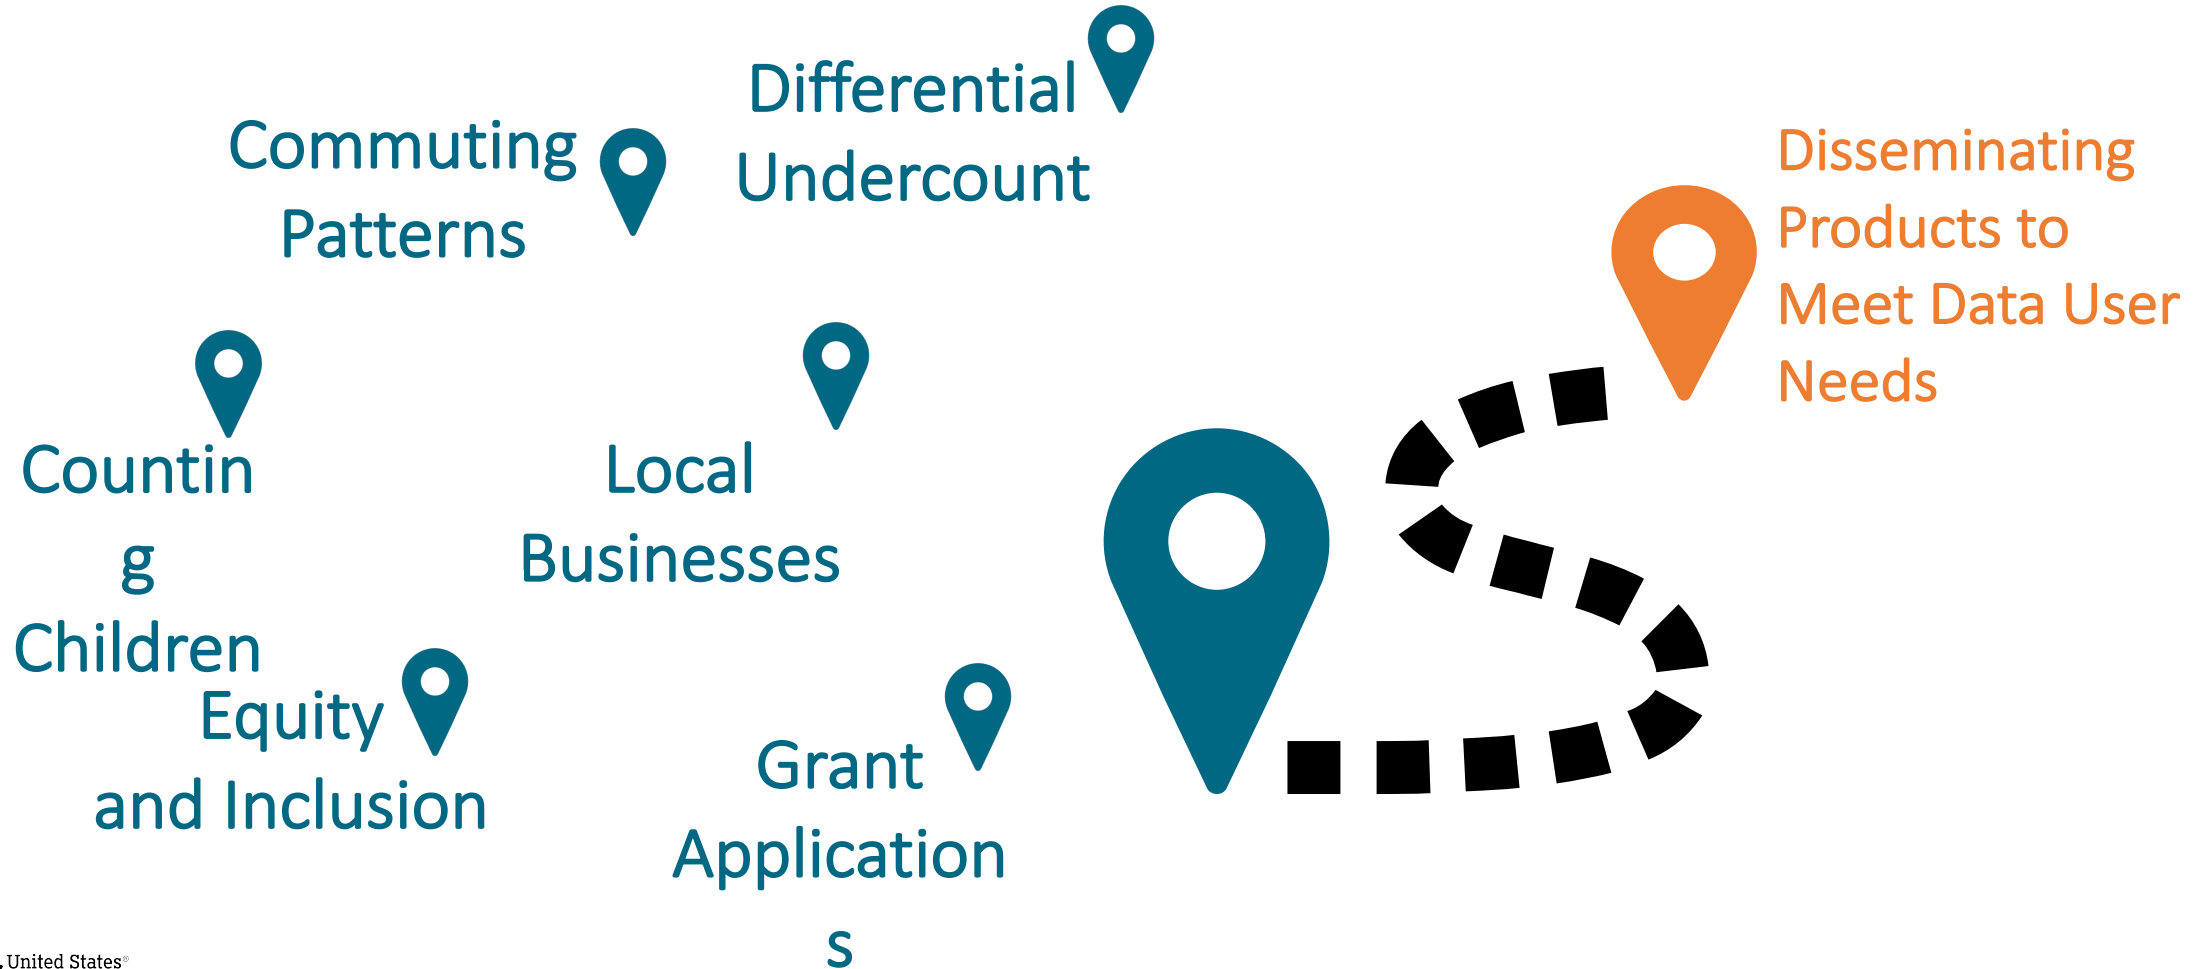 Differential
Undercount
Commuting
Patterns
Disseminating
Products to
Meet Data User
Needs
Countin
g
Children
Local
Businesses
Equity
and Inclusion
Grant
Application
s
United States®